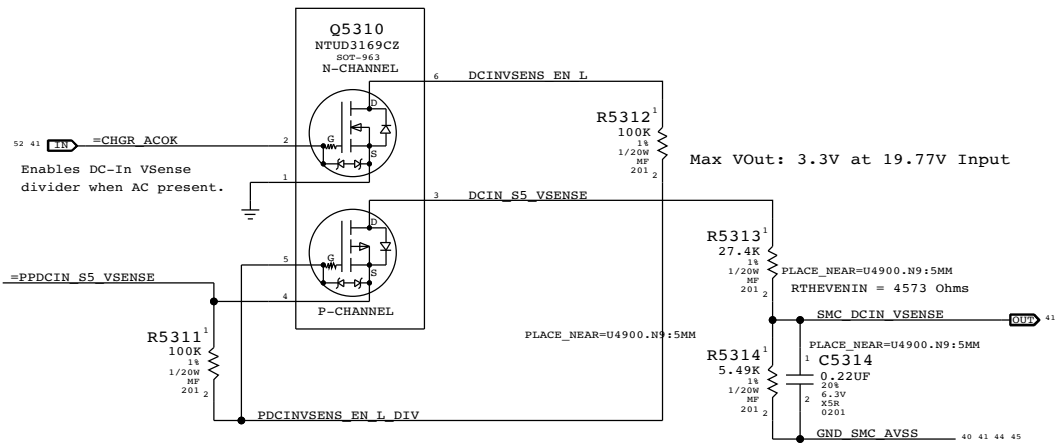 Q5310
NTUD3169CZ
SOT-963
N-CHANNEL
D
G
S
6
DCINVSENS_EN_L
52 41
IN
=CHGR_ACOK
2
Enables DC-In VSense
divider when AC present.
1
R5312
1
100K
1%
1/20W
MF
201
2
Max VOut: 3.3V at 19.77V Input
3
DCIN_S5_VSENSE
D
G
S
5
=PPDCIN_S5_VSENSE
4
P-CHANNEL
R5313
1
27.4K
1%
1/20W
MF
201
2
PLACE_NEAR=U4900.N9:5MM
RTHEVENIN = 4573 Ohms
SMC_DCIN_VSENSE
OUT
41
R5311
1
100K
1%
1/20W
MF
201
2
PLACE_NEAR=U4900.N9:5MM
PLACE_NEAR=U4900.N9:5MM
R5314
1
5.49K
1%
1/20W
MF
201
2
1
C5314
0.22UF
20%
6.3V
X5R
0201
2
PDCINVSENS_EN_L_DIV
GND_SMC_AVSS
40 41 44 45